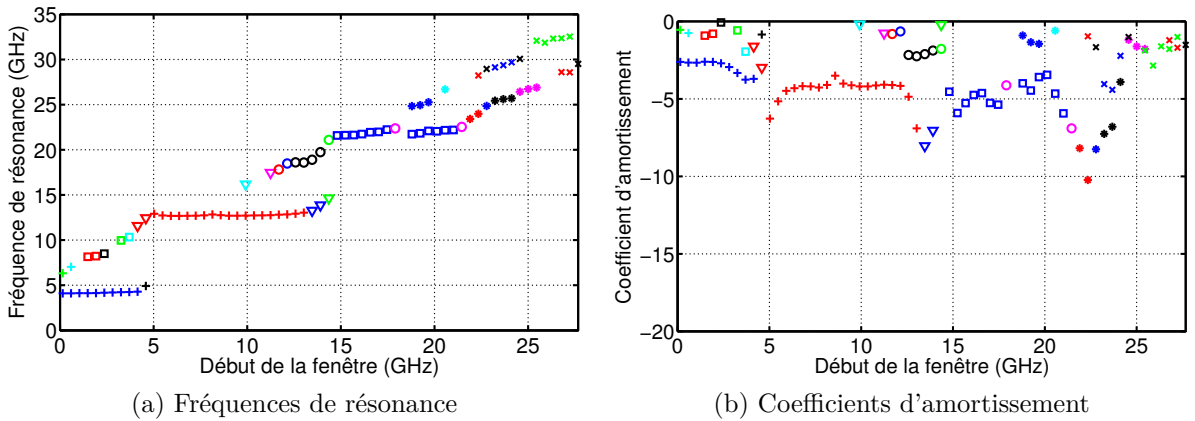 35
30
25
20
15
10
5
0
Fréquence de résonance (GHz)
0 5 10 15 20 25
Début de la fenêtre (GHz)
(a) Fréquences de résonance
0
−5
−10
−15
−20
Coefficient d'amortissement
0 5 10 15 20 25
Début de la fenêtre (GHz)
(b) Coefficients d'amortissement